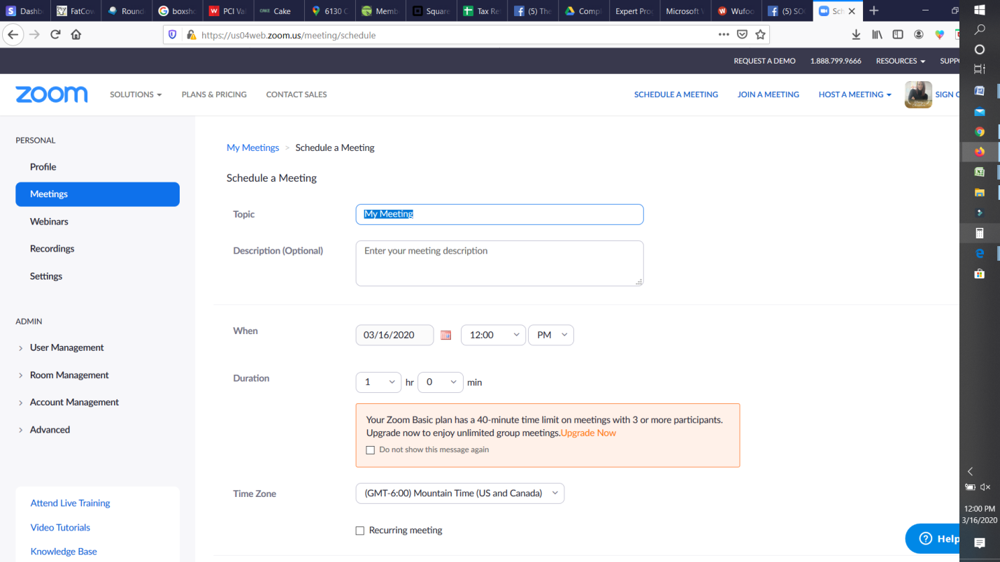 Dashb
FatCow
Round
boxsho
PCI Val
CAKE Cake
6130 C
Memb
Square
Tax Ret
(5) The
Compl
Expert Pro
Microsoft
Wufoo
(5) SO
Sch
https://us04web.zoom.us/meeting/schedule
REQUEST A DEMO 1.888.799.9666 RESOURCES SUPP
zoom SOLUTIONS PLANS & PRICING CONTACT SALES SCHEDULE A MEETING JOIN A MEETING HOST A MEETING SIGN
PERSONAL
Profile
Meetings
Webinars
Recordings
Settings
ADMIN
User Management
Room Management
Account Management
Advanced
Attend Live Training
Video Tutorials
Knowledge Base
My Meetings > Schedule a Meeting
Schedule a Meeting
Topic My Meeting
Description (Optional) Enter your meeting description
When 03/16/2020 12:00 PM
Duration 1 hr 0 min
Your Zoom Basic plan has a 40-minute time limit on meetings with 3 or more participants.
Upgrade now to enjoy unlimited group meetings.Upgrade Now
Do not show this message again
Time Zone (GMT-6:00) Mountain Time (US and Canada)
Recurring meeting
Help
12:00 PM
3/16/2020